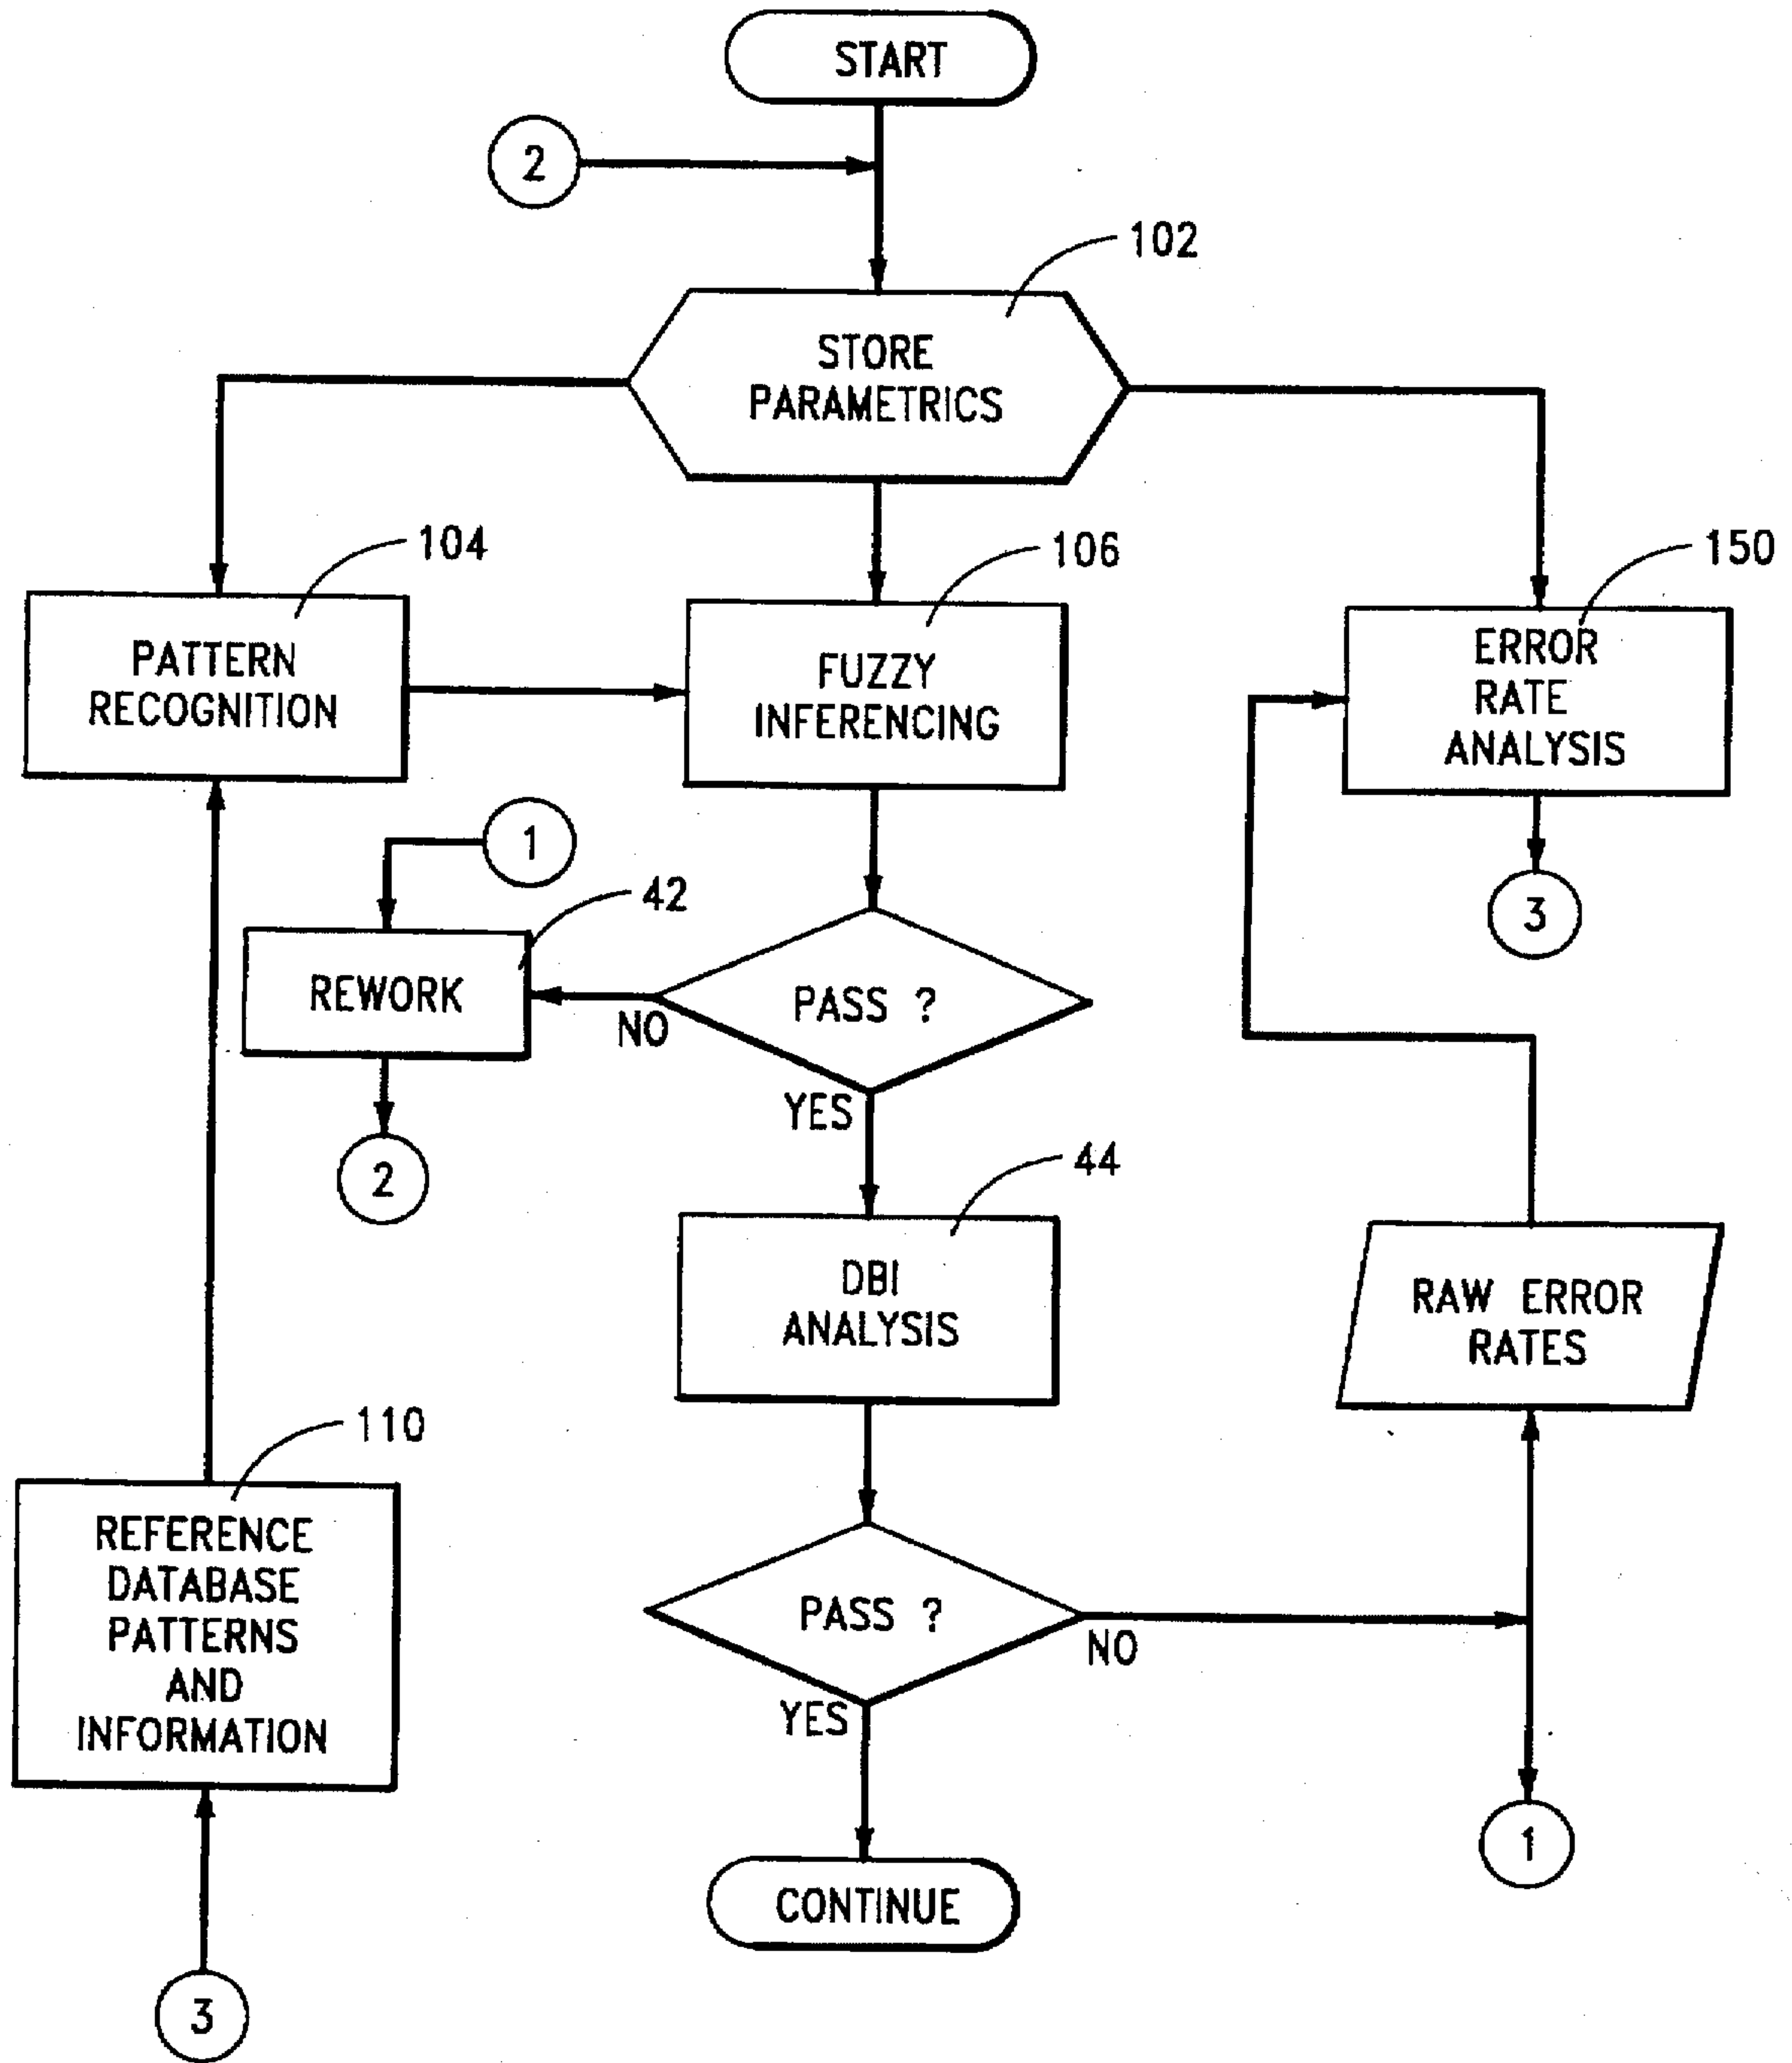 START
2
102
STORE
PARAMETRICS
104
106
150
PATTERN
RECOGNITION
FUZZY
INFERENCING
ERROR
RATE
ANALYSIS
1
42
3
REWORK
PASS ?
NO
YES
2
44
DBI
ANALYSIS
RAW ERROR
RATES
110
REFERENCE
DATABASE
PATTERNS
AND
INFORMATION
PASS ?
NO
YES
1
CONTINUE
3